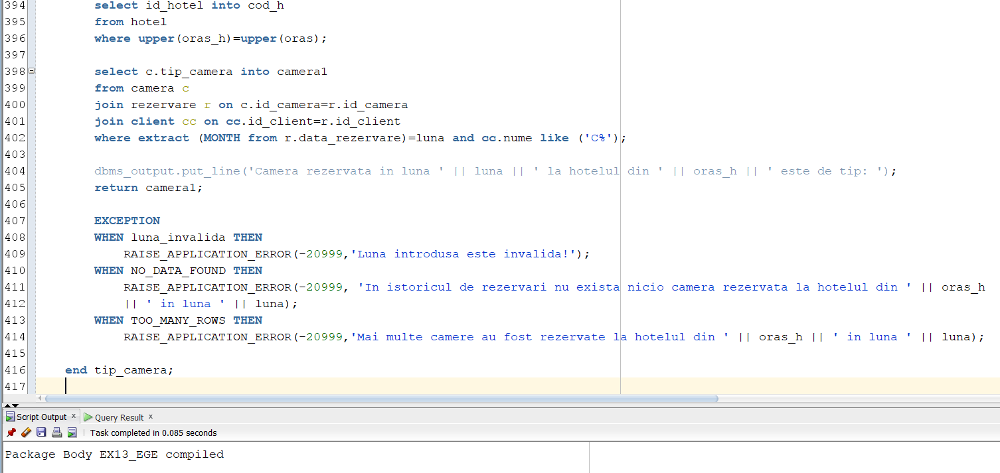 394 select id_hotel into cod_h
395 from hotel
396 where upper(oras_h)=upper(oras);
397
398 select c.tip_camera into camera1
399 from camera c
400 join rezervare r on c.id_camera=r.id_camera
401 join client cc on cc.id_client=r.id_client
402 where extract (MONTH from r.data_rezervare)=luna and cc.nume like ('C%');
403
404 dbms_output.put_line('Camera rezervata in luna ' || luna || ' la hotelul din ' || oras_h || ' este de tip: ');
405 return camera1;
406
407 EXCEPTION
408 WHEN luna_invalida THEN
409 RAISE_APPLICATION_ERROR(-20999,'Luna introdusa este invalida!');
410 WHEN NO_DATA_FOUND THEN
411 RAISE_APPLICATION_ERROR(-20999, 'In istoricul de rezervari nu exista nicio camera rezervata la hotelul din ' || oras_h
412 || ' in luna ' || luna);
413 WHEN TOO_MANY_ROWS THEN
414 RAISE_APPLICATION_ERROR(-20999,'Mai multe camere au fost rezervate la hotelul din ' || oras_h || ' in luna ' || luna);
415
416 end tip_camera;
417
Script Output x Query Result x
Task completed in 0.085 seconds
Package Body EX13_EGE compiled